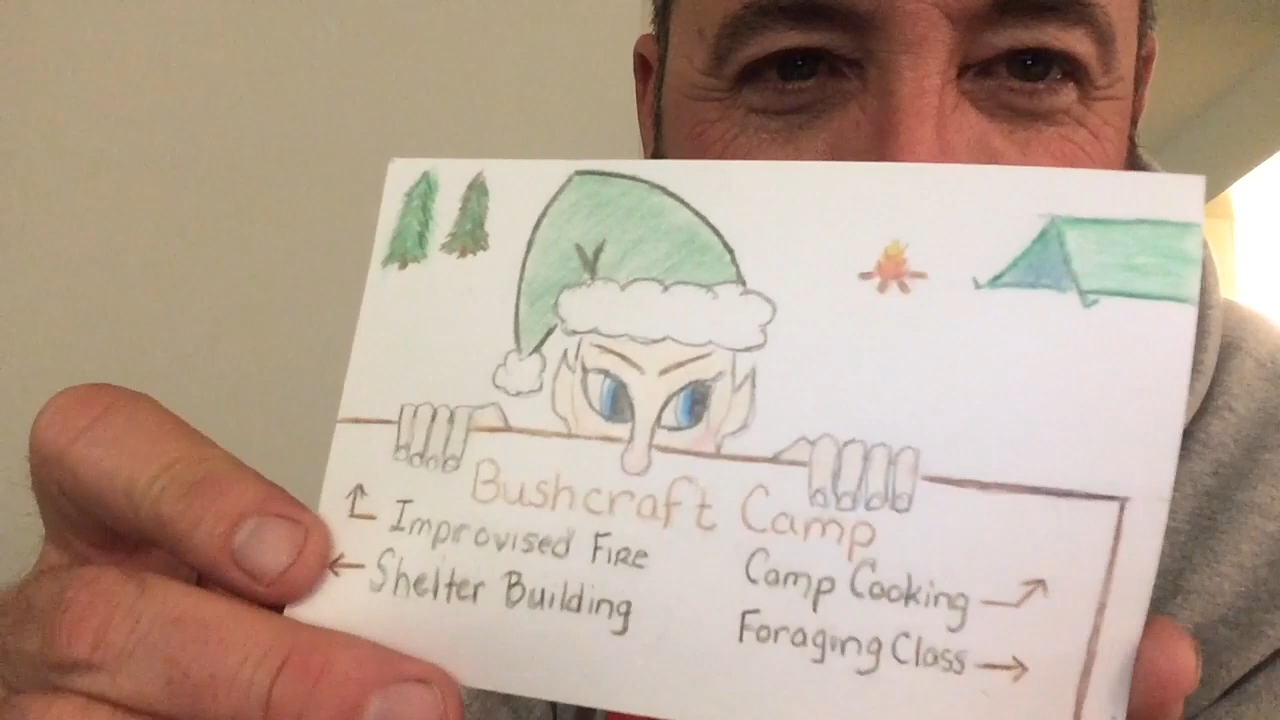 Bushcraft Camp
Improvised Fire
Shelter Building
Camp Cooking
Foraging Class